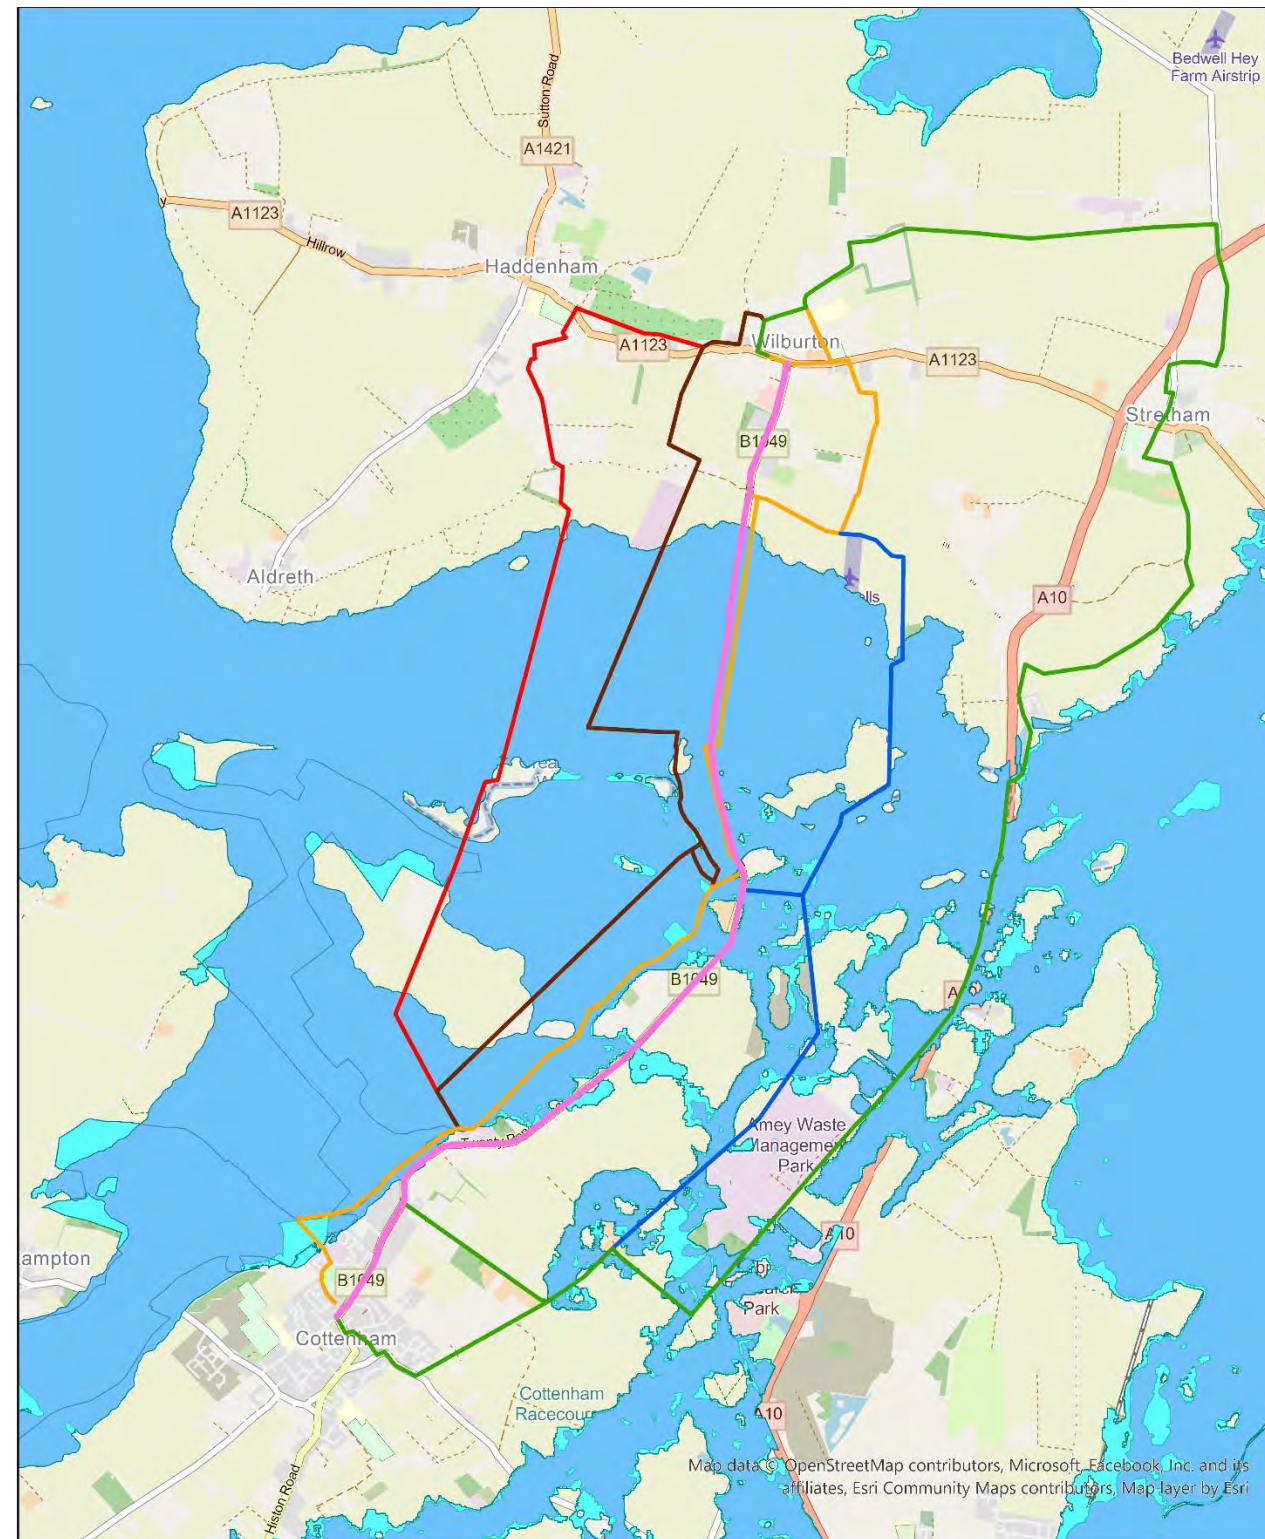 Bedwell Hey
Farm Airstrip
Sutton Road
A1421
A1123
Hillrow
Haddenham
A1123
Wilburton
A1123
Stretham
B1049
Aldreth
A10
B1049
Amey Waste
Management
Park
A10
B1049
Park
Cottenham
Cottenham
A10
Histon Road
Map data © OpenStreetMap contributors, Microsoft, Facebook, Inc. and its
affiliates, Esri Community Maps contributors, Map layer by Esri